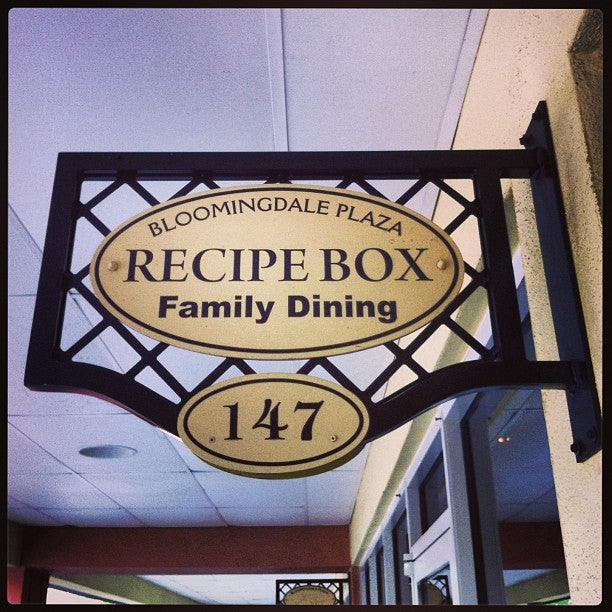 BLOOMINGDALE PLAZA
RECIPE BOX
Family Dining
147